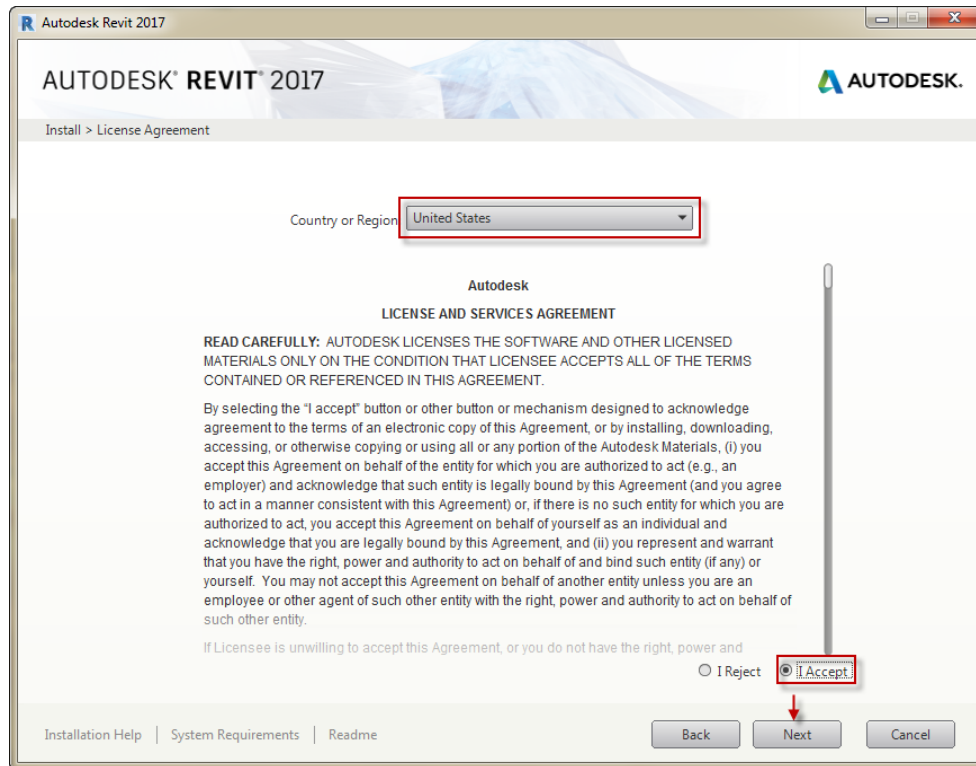 Autodesk Revit 2017
AUTODESK® REVIT® 2017
AUTODESK.
Install > License Agreement
Country or Region
United States
Autodesk
LICENSE AND SERVICES AGREEMENT
READ CAREFULLY: AUTODESK LICENSES THE SOFTWARE AND OTHER LICENSED
MATERIALS ONLY ON THE CONDITION THAT LICENSEE ACCEPTS ALL OF THE TERMS
CONTAINED OR REFERENCED IN THIS AGREEMENT.
By selecting the “I accept” button or other button or mechanism designed to acknowledge
agreement to the terms of an electronic copy of this Agreement, or by installing, downloading,
accessing, or otherwise copying or using all or any portion of the Autodesk Materials, (i) you
accept this Agreement on behalf of the entity for which you are authorized to act (e.g., an
employer) and acknowledge that such entity is legally bound by this Agreement (and you agree
to act in a manner consistent with this Agreement) or, if there is no such entity for which you are
authorized to act, you accept this Agreement on behalf of yourself as an individual and
acknowledge that you are legally bound by this Agreement, and (ii) you represent and warrant
that you have the right, power and authority to act on behalf of and bind such entity (if any) or
yourself. You may not accept this Agreement on behalf of another entity unless you are an
employee or other agent of such other entity with the right, power and authority to act on behalf of
such other entity.
If Licensee is unwilling to accept this Agreement, or you do not have the right, power and
I Reject
I Accept
Installation Help
System Requirements
Readme
Back
Next
Cancel